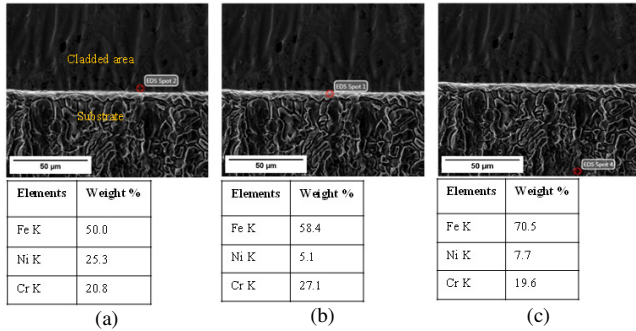 Cladded area
EDS Spot 2
Substrate
50 µm
EDS Spot 1
50 µm
EDS Spot 4
50 µm
Elements Weight %
Fe K 50.0
Ni K 25.3
Cr K 20.8
(a)
Elements Weight %
Fe K 58.4
Ni K 5.1
Cr K 27.1
(b)
Elements Weight %
Fe K 70.5
Ni K 7.7
Cr K 19.6
(c)